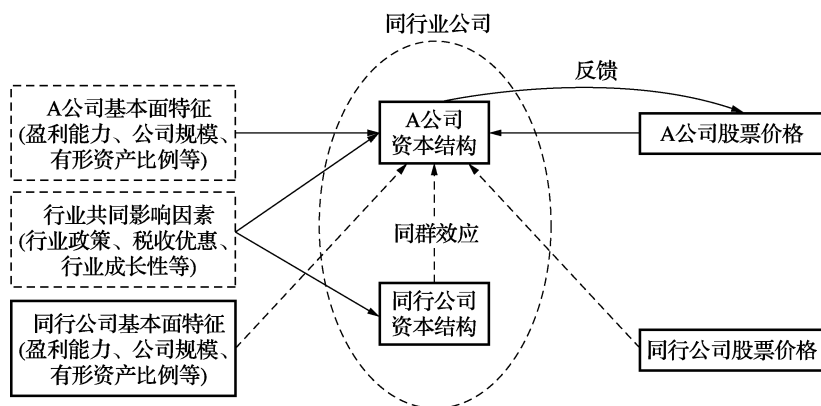 同行业公司
反馈
A公司基本面特征
(盈利能力、公司规模、
有形资产比例等)
A公司
资本结构
A公司股票价格
行业共同影响因素
(行业政策、税收优惠、
行业成长性等)
同群效应
同行公司
资本结构
同行公司基本面特征
(盈利能力、公司规模、
有形资产比例等)
同行公司股票价格